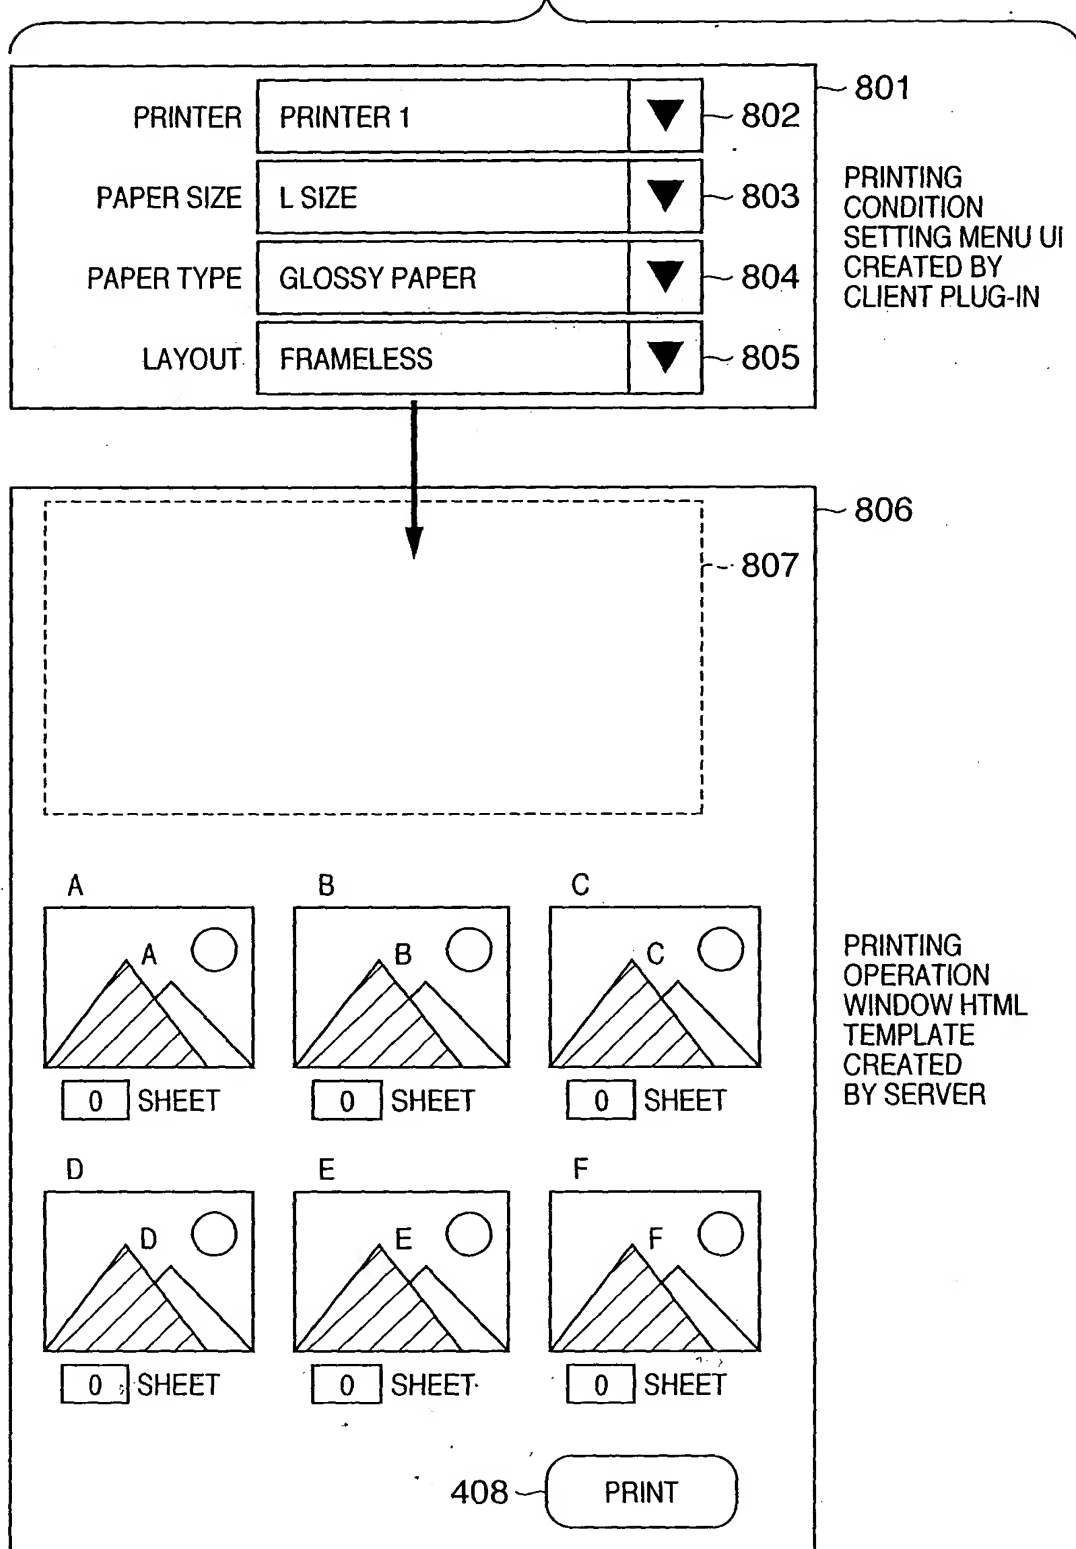 801
PRINTER PRINTER 1 802
PAPER SIZE L SIZE 803
PAPER TYPE GLOSSY PAPER 804
LAYOUT FRAMELESS 805
PRINTING
CONDITION
SETTING MENU UI
CREATED BY
CLIENT PLUG-IN
806
807
A B C
A B C
0 SHEET 0 SHEET 0 SHEET
D E F
D E F
0 SHEET 0 SHEET 0 SHEET
PRINTING
OPERATION
WINDOW HTML
TEMPLATE
CREATED
BY SERVER
408 PRINT